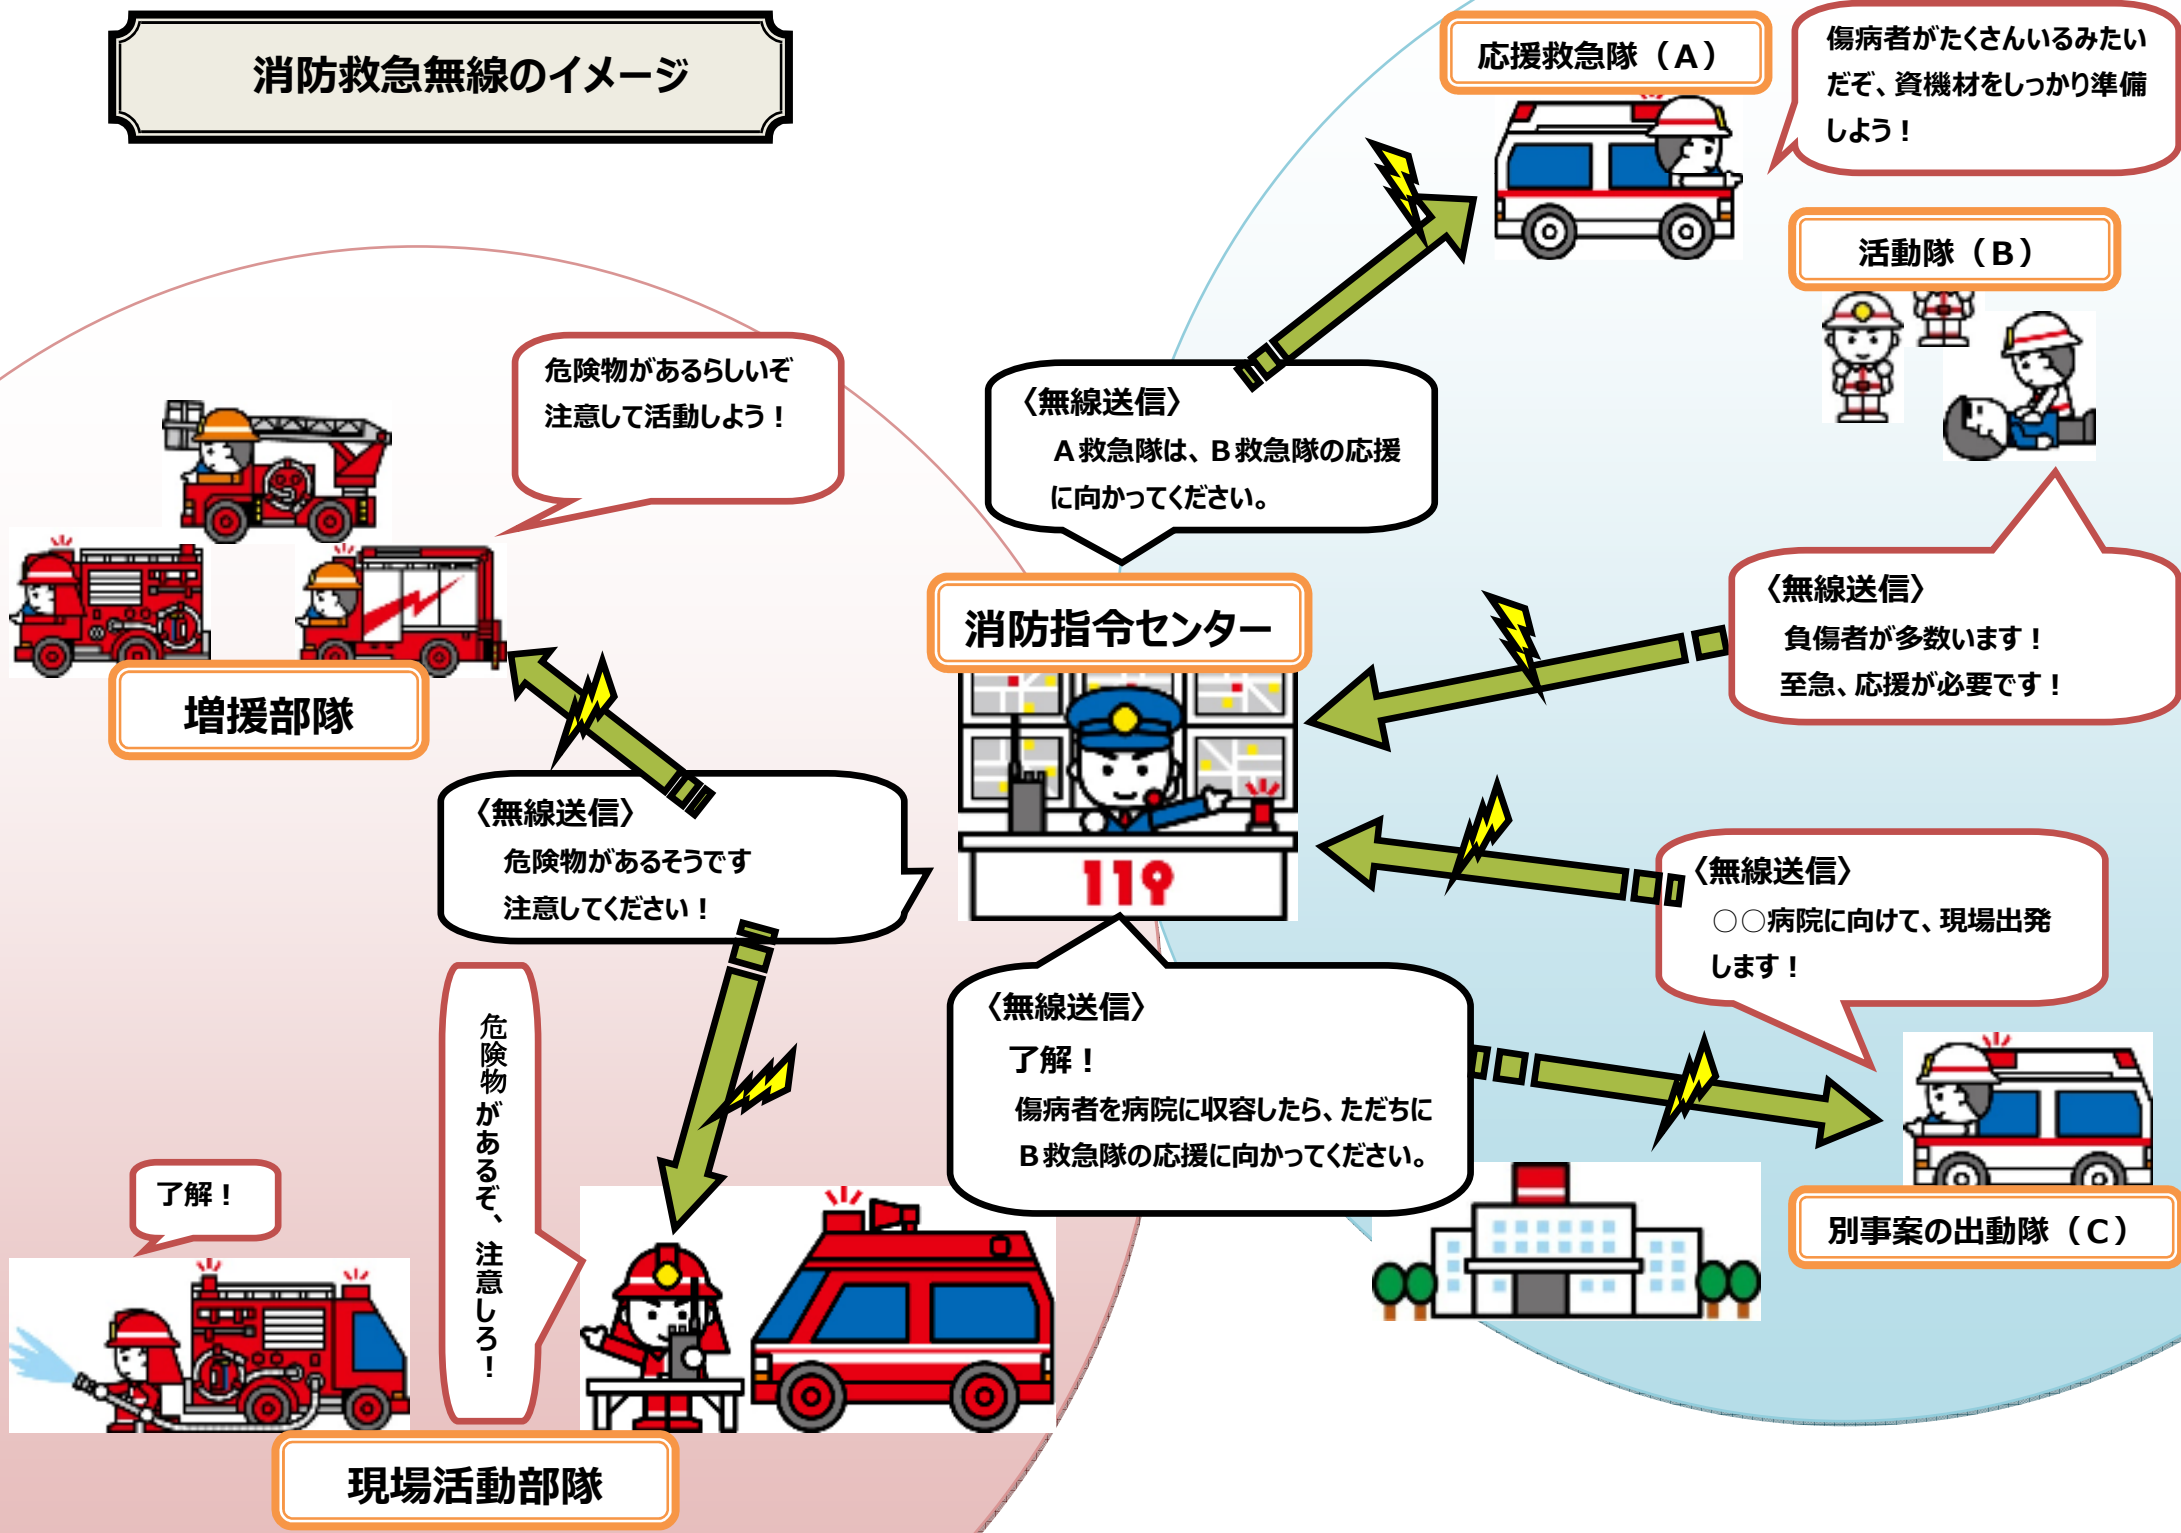 消防救急無線のイメージ
応援救急隊（A）
傷病者がたくさんいるみたい
だぞ、資機材をしっかり準備
しよう！
活動隊（B）
危険物があるらしいぞ
注意して活動しよう！
〈無線送信〉
A救急隊は、B救急隊の応援
に向かってください。
消防指令センター
〈無線送信〉
負傷者が多数います！
至急、応援が必要です！
増援部隊
〈無線送信〉
危険物があるそうです
注意してください！
119
〈無線送信〉
○○病院に向けて、現場出発
します！
〈無線送信〉
了解！
傷病者を病院に収容したら、ただちに
B救急隊の応援に向かってください。
危険物があるぞ、注意しろ！
了解！
別事案の出動隊（C）
現場活動部隊